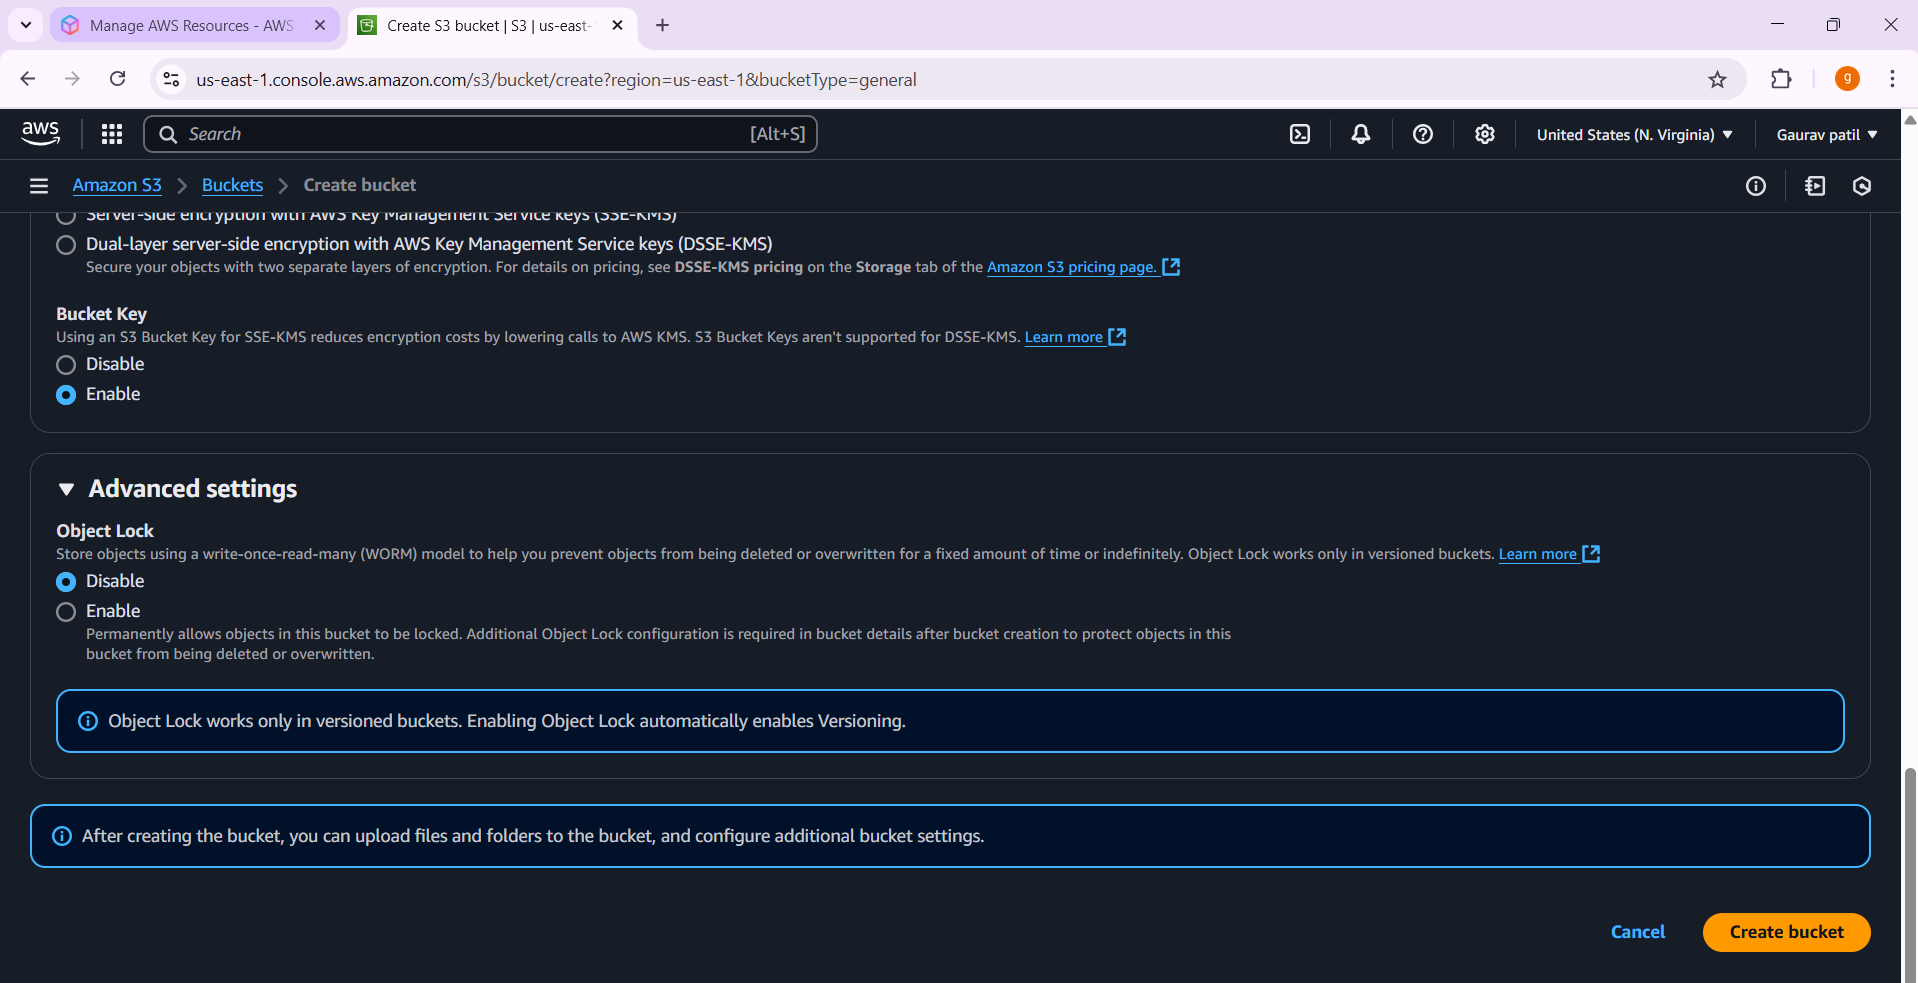 Manage AWS Resources - AWS
Create S3 bucket | S3 | us-east-
us-east-1.console.aws.amazon.com/s3/bucket/create?region=us-east-1&bucketType=general
g
aws
Search
[Alt+S]
United States (N. Virginia)
Gaurav patil
Amazon S3
Buckets
Create bucket
Server-side encryption with AWS Key Management Service keys (SSE-KMS)
Dual-layer server-side encryption with AWS Key Management Service keys (DSSE-KMS)
Secure your objects with two separate layers of encryption. For details on pricing, see DSSE-KMS pricing on the Storage tab of the Amazon S3 pricing page.
Bucket Key
Using an S3 Bucket Key for SSE-KMS reduces encryption costs by lowering calls to AWS KMS. S3 Bucket Keys aren't supported for DSSE-KMS. Learn more
Disable
Enable
Advanced settings
Object Lock
Store objects using a write-once-read-many (WORM) model to help you prevent objects from being deleted or overwritten for a fixed amount of time or indefinitely. Object Lock works only in versioned buckets. Learn more
Disable
Enable
Permanently allows objects in this bucket to be locked. Additional Object Lock configuration is required in bucket details after bucket creation to protect objects in this
bucket from being deleted or overwritten.
Object Lock works only in versioned buckets. Enabling Object Lock automatically enables Versioning.
After creating the bucket, you can upload files and folders to the bucket, and configure additional bucket settings.
Cancel
Create bucket